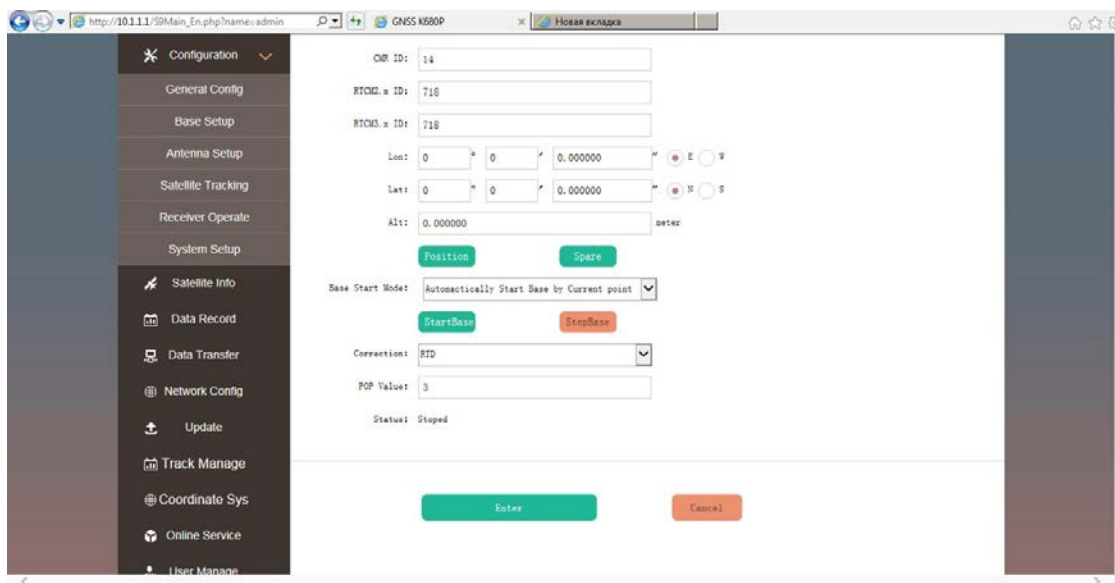 http://10.1.1.1/S9Main_En.php?name=admin GNSS K680P Новая вкладка
Configuration
General Config
Base Setup
Antenna Setup
Satellite Tracking
Receiver Operate
System Setup
Satellite Info
Data Record
Data Transfer
Network Config
Update
Track Manage
Coordinate Sys
Online Service
User Manage
CMR ID: 14
RTCM2.x ID: 718
RTCM3.x ID: 718
Lon: 0 ° 0 ′ 0.000000 ″ E W
Lat: 0 ° 0 ′ 0.000000 ″ N S
Alt: 0.000000 meter
Position Spare
Base Start Mode: Automactically Start Base by Current point
StartBase StopBase
Correction: RTD
POP Value: 3
Status: Stoped
Enter Cancel